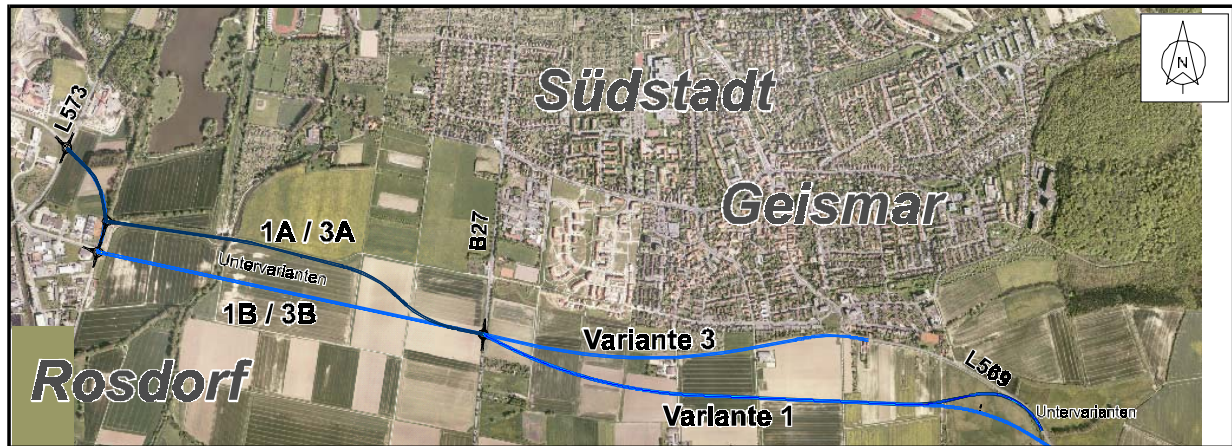 N
Südstadt
L573
Geismar
1A / 3A
B27
Untervarianten
1B / 3B
Variante 3
Rosdorf
L569
Variante 1
Untervarianten